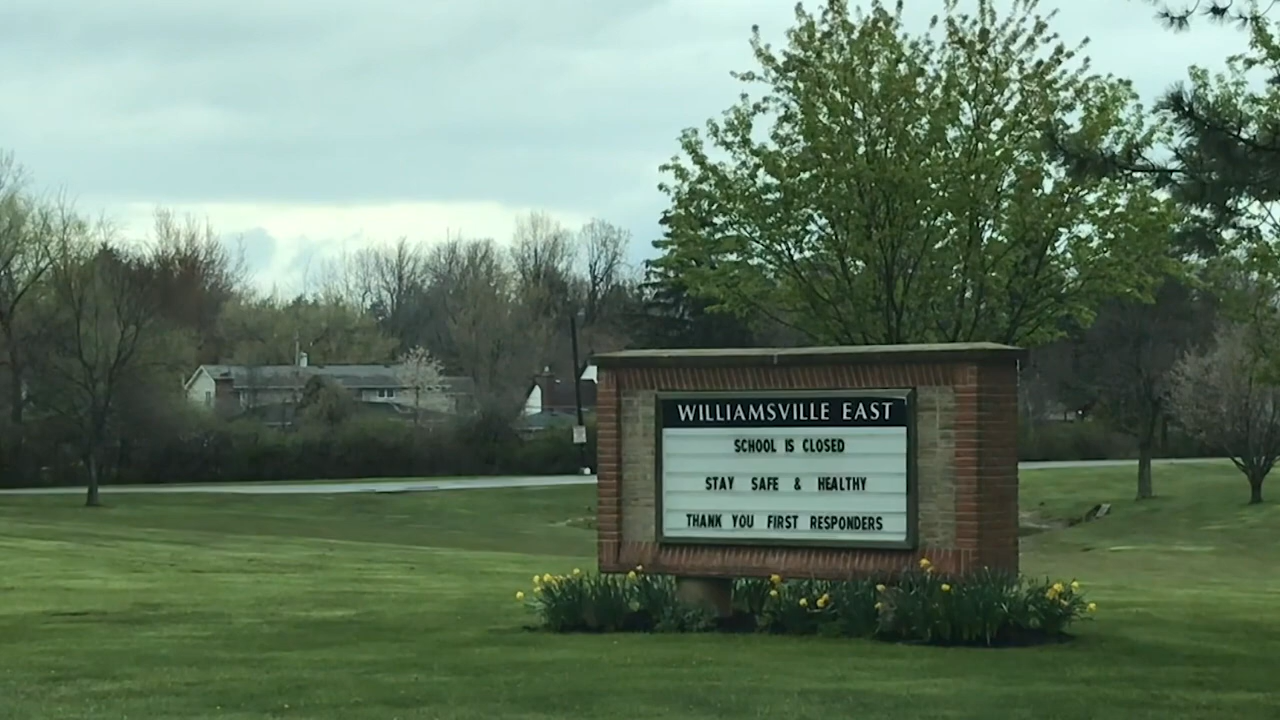 WILLIAMSVILLE EAST
SCHOOL IS CLOSED
STAY SAFE & HEALTHY
THANK YOU FIRST RESPONDERS